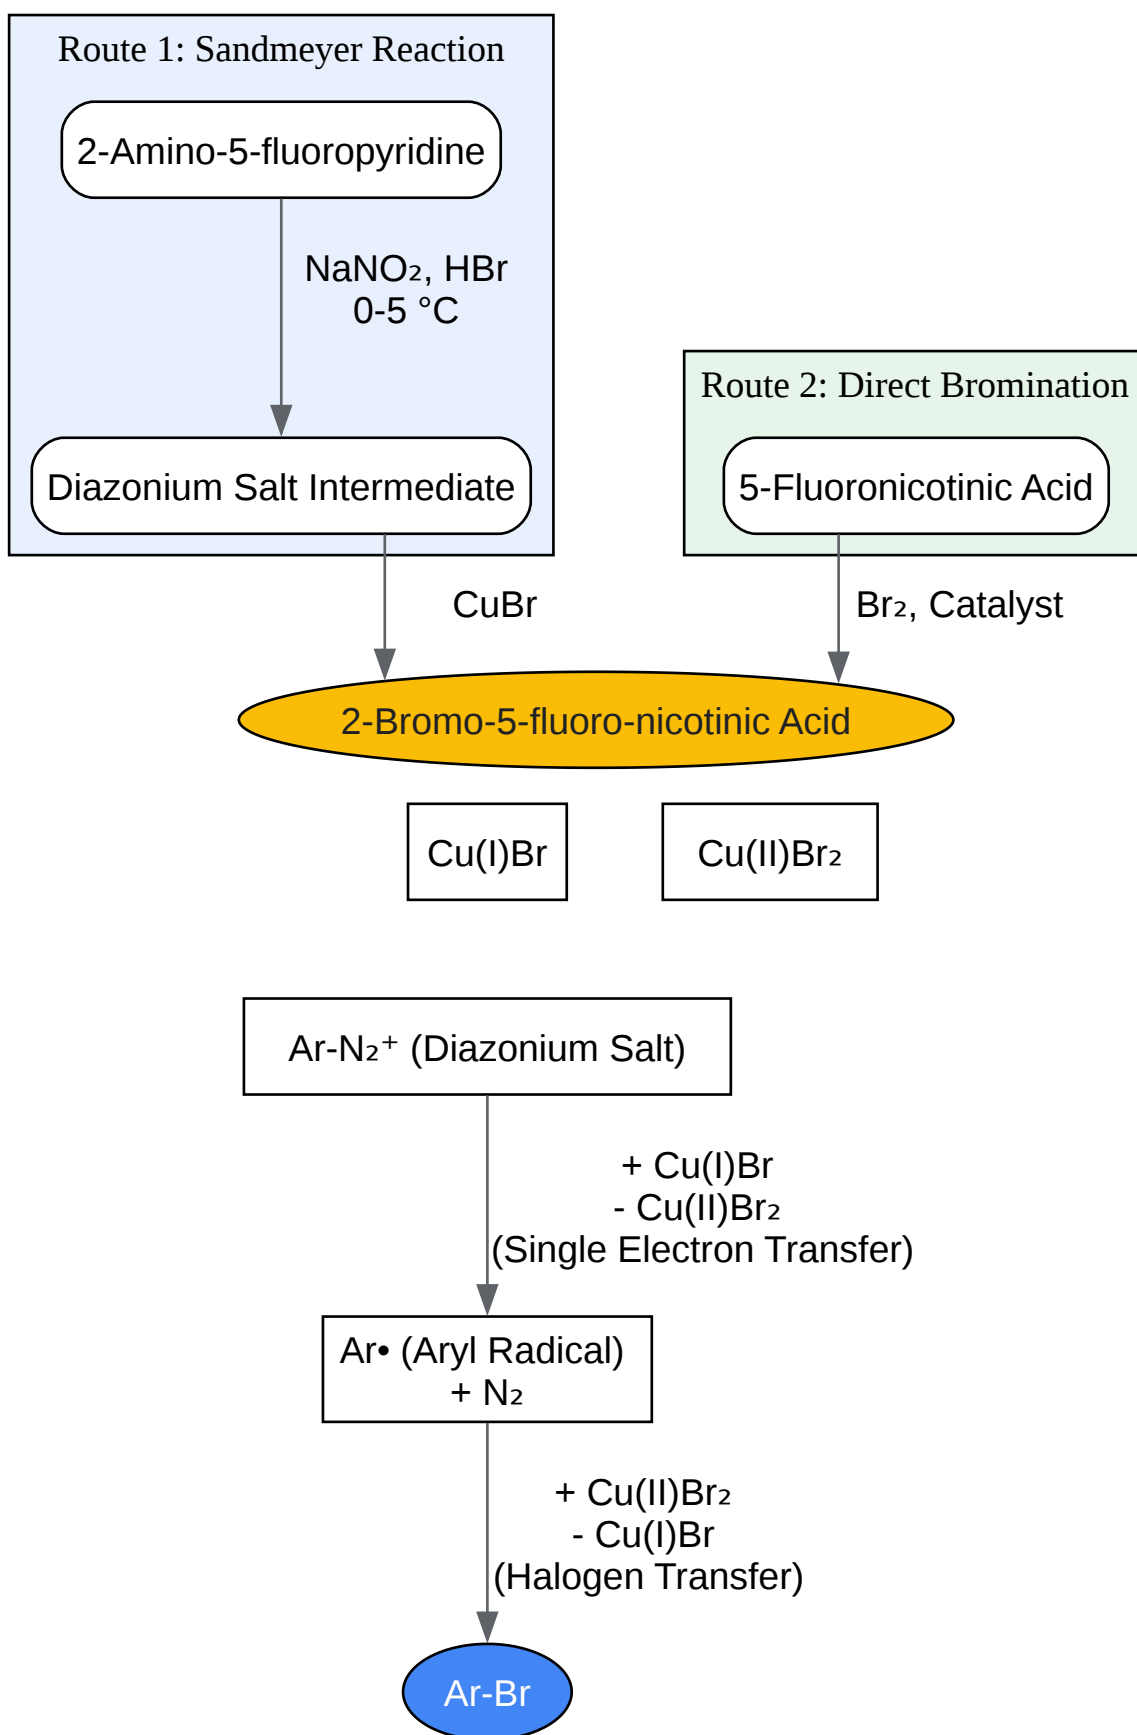 Route 1: Sandmeyer Reaction
2-Amino-5-fluoropyridine
NaNO₂, HBr
0-5 °C
Diazonium Salt Intermediate
Route 2: Direct Bromination
5-Fluoronicotinic Acid
CuBr
Br₂, Catalyst
2-Bromo-5-fluoro-nicotinic Acid
Cu(I)Br
Cu(II)Br₂
Ar-N₂⁺ (Diazonium Salt)
+ Cu(I)Br
- Cu(II)Br₂
(Single Electron Transfer)
Ar• (Aryl Radical)
+ N₂
+ Cu(II)Br₂
- Cu(I)Br
(Halogen Transfer)
Ar-Br